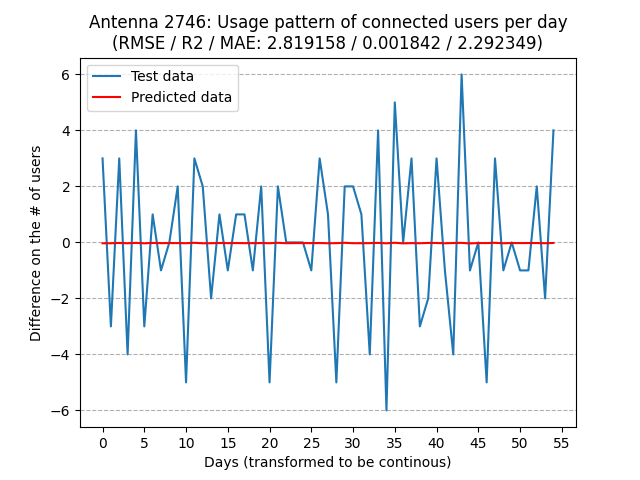 Antenna 2746: Usage pattern of connected users per day
(RMSE / R2 / MAE: 2.819158 / 0.001842 / 2.292349)
Test data
Predicted data
Difference on the # of users
6
4
2
0
−2
−4
−6
0 5 10 15 20 25 30 35 40 45 50 55
Days (transformed to be continous)